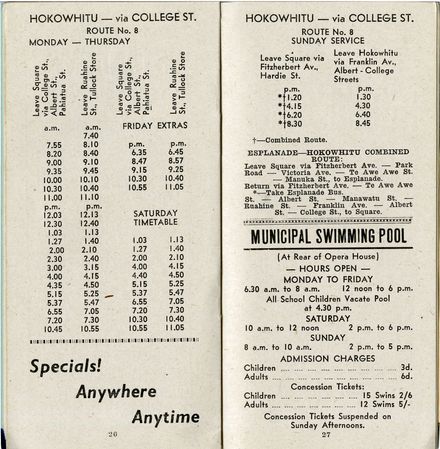 HOKOWHITU — via COLLEGE ST.
ROUTE No. 8
MONDAY — THURSDAY
Leave Square
via College St.,
Albert St.,
Pahiatua St.
Leave Ruahine
St., Tullock Store
Leave Square
via College St.,
Albert St.,
Pahiatua St.
Leave Ruahine
St., Tullock Store
a.m. a.m. FRIDAY EXTRAS
7.40
7.55 8.10 p.m. p.m.
8.20 8.40 6.35 6.45
9.00 9.10 8.47 8.57
9.35 9.45 9.15 9.25
10.00 10.10 10.30 10.40
10.30 10.40 10.55 11.05
11.00 11.10
p.m. p.m.
12.03 12.13 SATURDAY
12.30 12.40 TIMETABLE
1.03 1.13
1.27 1.40 1.03 1.13
2.00 2.10 1.27 1.40
2.30 2.40 2.00 2.10
3.00 3.15 4.00 4.15
4.00 4.15 4.40 4.50
4.35 4.50 5.15 5.25
5.15 5.25 5.37 5.47
5.37 5.47 6.55 7.05
6.55 7.05 7.20 7.30
7.20 7.30 10.30 10.40
10.45 10.55 10.55 11.05
Specials!
Anywhere
Anytime
26
HOKOWHITU — via COLLEGE ST.
ROUTE No. 8
SUNDAY SERVICE
Leave Square via
Fitzherbert Av.,
Hardie St.
Leave Hokowhitu
via Franklin Av.,
Albert - College
Streets
p.m. p.m.
*†1.20 1.30
*†4.15 4.30
*†6.20 6.40
*†8.30 8.45
†—Combined Route.
ESPLANADE—HOKOWHITU COMBINED
ROUTE:
Leave Square via Fitzherbert Ave. — Park
Road — Victoria Ave. — Te Awe Awe St.
— Manuka St., to Esplanade.
Return via Fitzherbert Ave. — Te Awe Awe
*—Take Esplanade Bus.
St. — Albert St. — Manawatu St. —
Ruahine St. — Franklin Ave. — Albert
St. — College St., to Square.
MUNICIPAL SWIMMING POOL
(At Rear of Opera House)
— HOURS OPEN —
MONDAY TO FRIDAY
6.30 a.m. to 8 a.m. 12 noon to 6 p.m.
All School Children Vacate Pool
at 4.30 p.m.
SATURDAY
10 a.m. to 12 noon 2 p.m. to 6 p.m.
SUNDAY
8 a.m. to 10 a.m. 2 p.m. to 5 p.m.
ADMISSION CHARGES
Children .... .... .... .... .... .... 3d.
Adults .... .... .... .... .... .... 6d.
Concession Tickets:
Children .... .... .... .... 15 Swins 2/6
Adults .... .... .... .... 12 Swims 5/-
Concession Tickets Suspended on
Sunday Afternoons.
27